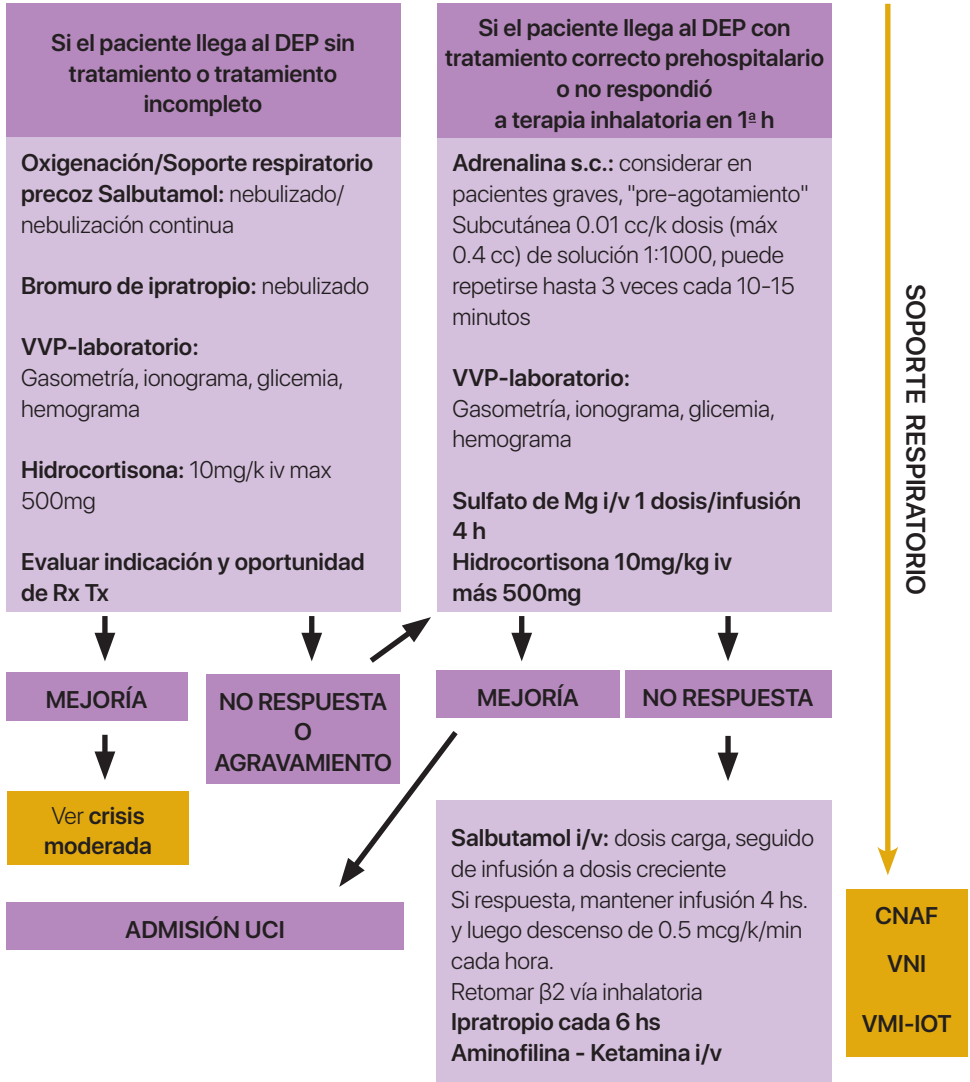 Si el paciente llega al DEP sin
tratamiento o tratamiento
incompleto
Oxigenación/Soporte respiratorio
precoz Salbutamol: nebulizado/
nebulización continua
Bromuro de ipratropio: nebulizado
VVP-laboratorio:
Gasometría, ionograma, glicemia,
hemograma
Hidrocortisona: 10mg/k iv max
500mg
Evaluar indicación y oportunidad
de Rx Tx
Si el paciente llega al DEP con
tratamiento correcto prehospitalario
o no respondió
a terapia inhalatoria en 1ª h
Adrenalina s.c.: considerar en
pacientes graves, "pre-agotamiento"
Subcutánea 0.01 cc/k dosis (máx
0.4 cc) de solución 1:1000, puede
repetirse hasta 3 veces cada 10-15
minutos
VVP-laboratorio:
Gasometría, ionograma, glicemia,
hemograma
Sulfato de Mg i/v 1 dosis/infusión
4 h
Hidrocortisona 10mg/kg iv
más 500mg
MEJORÍA
NO RESPUESTA
O
AGRAVAMIENTO
MEJORÍA
NO RESPUESTA
Ver crisis
moderada
ADMISIÓN UCI
Salbutamol i/v: dosis carga, seguido
de infusión a dosis creciente
Si respuesta, mantener infusión 4 hs.
y luego descenso de 0.5 mcg/k/min
cada hora.
Retomar β2 vía inhalatoria
Ipratropio cada 6 hs
Aminofilina - Ketamina i/v
SOPORTE RESPIRATORIO
CNAF
VNI
VMI-IOT